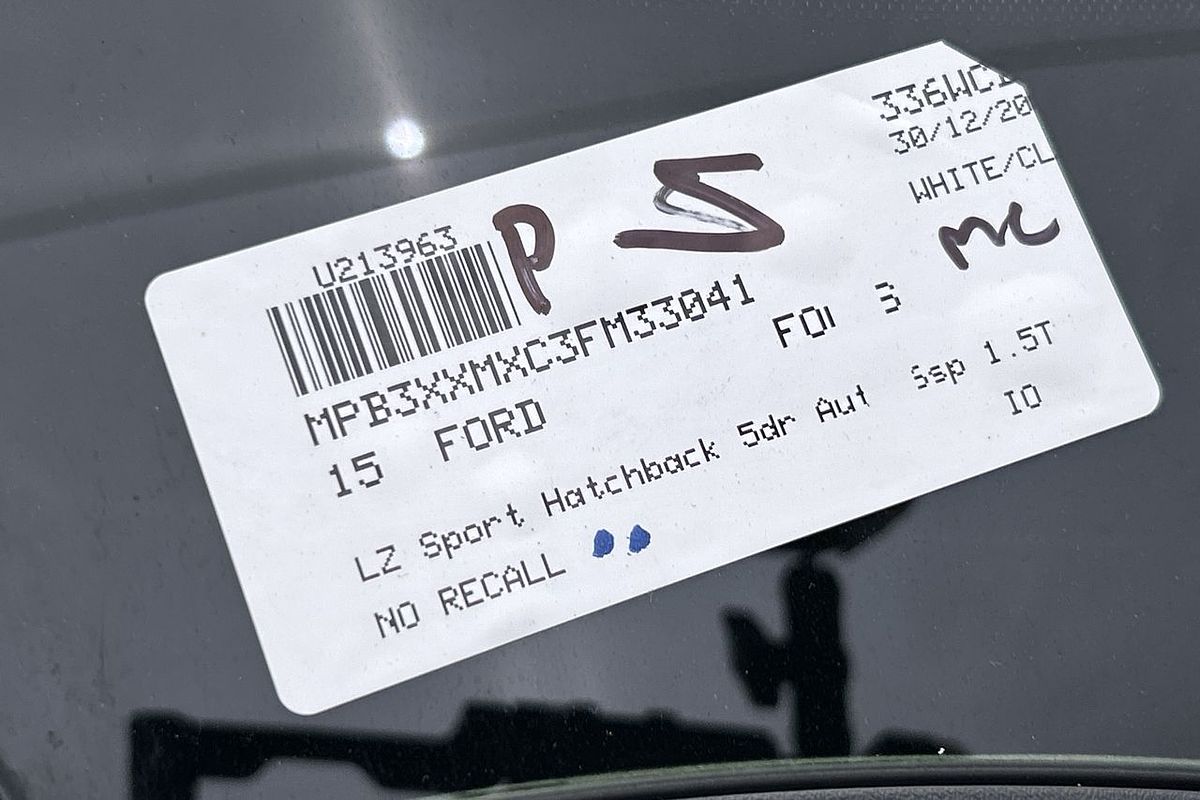 336WC
30/12/20
WHITE/CL
P S
MC
U213963
MPB3XXMXC3FM33041
15 FORD FO 3
LZ Sport Hatchback 5dr Aut Ssp 1.5T
NO RECALL IO